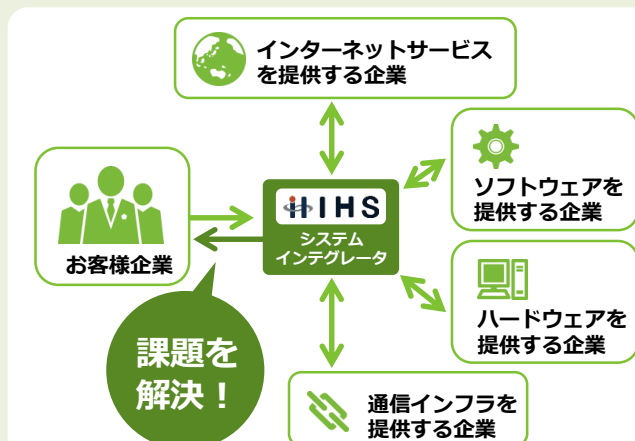 インターネットサービス
を提供する企業
ソフトウェアを
提供する企業
IHS
システム
インテグレータ
お客様企業
ハードウェアを
提供する企業
課題を
解決！
通信インフラを
提供する企業